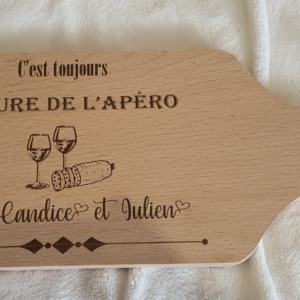 C'est toujours
URE DE L'APÉRO
Candice et Julien